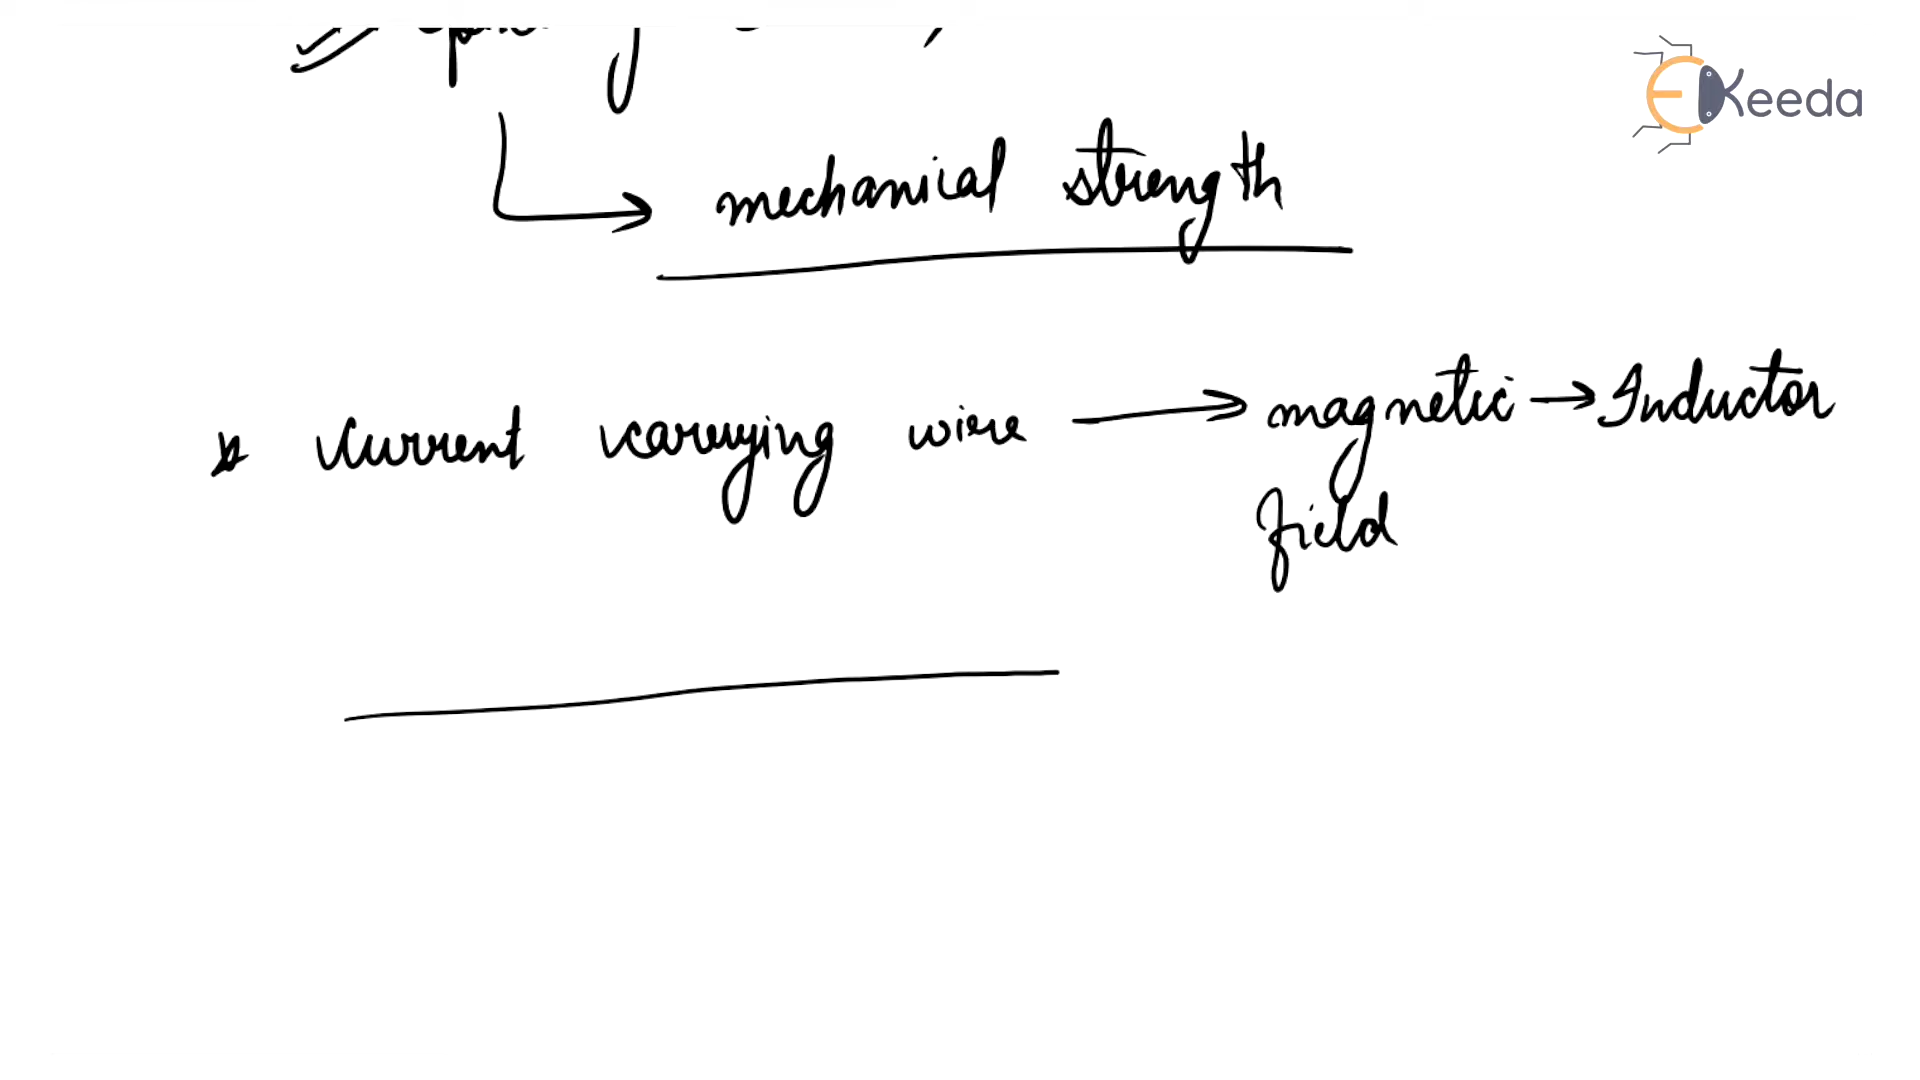 EKeeda
→ mechanical strength
* Current carrying wire → magnetic → Inductor
field